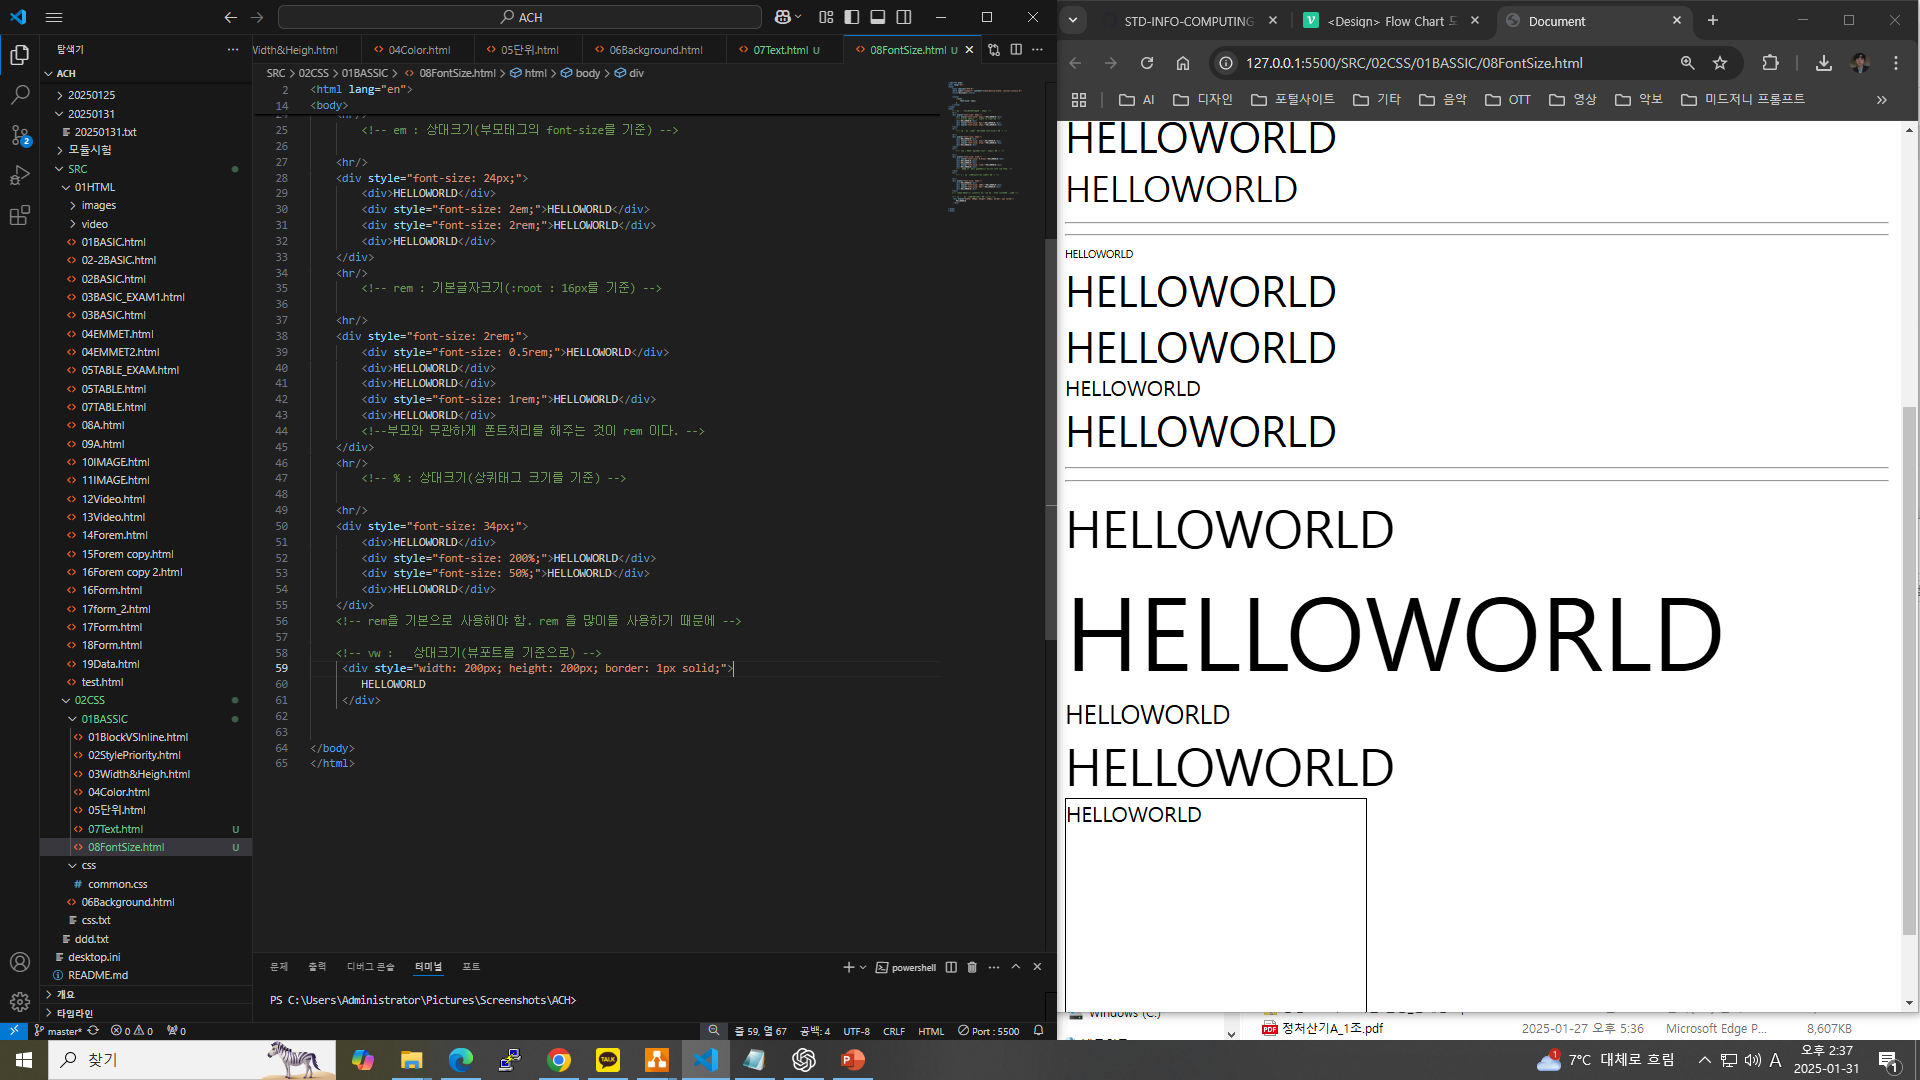 ACH
탐색기
ACH
20250125
20250131
20250131.txt
모듈시험
SRC
01HTML
images
video
01BASIC.html
02-2BASIC.html
02BASIC.html
03BASIC_EXAM1.html
03BASIC.html
04EMMET.html
04EMMET2.html
05TABLE_EXAM.html
05TABLE.html
07TABLE.html
08A.html
09A.html
10IMAGE.html
11IMAGE.html
12Video.html
13Video.html
14Forem.html
15Forem copy.html
16Forem copy 2.html
16Form.html
17form_2.html
17Form.html
18Form.html
19Data.html
test.html
02CSS
01BASSIC
01BlockVSInline.html
02StylePriority.html
03Width&Heigh.html
04Color.html
05단위.html
07Text.html U
08FontSize.html U
css
common.css
06Background.html
css.txt
ddd.txt
desktop.ini
README.md
개요
타임라인
Width&Heigh.html 04Color.html 05단위.html 06Background.html 07Text.html U 08FontSize.html U
SRC > 02CSS > 01BASSIC > 08FontSize.html > html > body > div
2 <html lang="en">
14 <body>
24 <hr/>
25 <!-- em : 상대크기(부모태그의 font-size를 기준) -->
26
27 <hr/>
28 <div style="font-size: 24px;">
29 <div>HELLOWORLD</div>
30 <div style="font-size: 2em;">HELLOWORLD</div>
31 <div style="font-size: 2rem;">HELLOWORLD</div>
32 <div>HELLOWORLD</div>
33 </div>
34 <hr/>
35 <!-- rem : 기본글자크기(:root : 16px를 기준) -->
36
37 <hr/>
38 <div style="font-size: 2rem;">
39 <div style="font-size: 0.5rem;">HELLOWORLD</div>
40 <div>HELLOWORLD</div>
41 <div>HELLOWORLD</div>
42 <div style="font-size: 1rem;">HELLOWORLD</div>
43 <div>HELLOWORLD</div>
44 <!--부모와 무관하게 폰트처리를 해주는 것이 rem 이다. -->
45 </div>
46 <hr/>
47 <!-- % : 상대크기(상퀴태그 크기를 기준) -->
48
49 <hr/>
50 <div style="font-size: 34px;">
51 <div>HELLOWORLD</div>
52 <div style="font-size: 200%;">HELLOWORLD</div>
53 <div style="font-size: 50%;">HELLOWORLD</div>
54 <div>HELLOWORLD</div>
55 </div>
56 <!-- rem을 기본으로 사용해야 함. rem 을 많이들 사용하기 때문에 -->
57
58 <!-- vw : 상대크기(뷰포트를 기준으로) -->
59 <div style="width: 200px; height: 200px; border: 1px solid;">
60 HELLOWORLD
61 </div>
62
63
64 </body>
65 </html>
문제 출력 디버그 콘솔 터미널 포트
powershell
PS C:\Users\Administrator\Pictures\Screenshots\ACH>
master* 0 0 0 줄 59, 열 67 공백: 4 UTF-8 CRLF HTML Port : 5500
STD-INFO-COMPUTING <Design> Flow Chart Document
127.0.0.1:5500/SRC/02CSS/01BASSIC/08FontSize.html
AI 디자인 포털사이트 기타 음악 OTT 영상 악보 미드저니 프롬프트
HELLOWORLD
HELLOWORLD
HELLOWORLD
HELLOWORLD
HELLOWORLD
HELLOWORLD
HELLOWORLD
HELLOWORLD
HELLOWORLD
HELLOWORLD
HELLOWORLD
HELLOWORLD
Windows (C:)
정처산기A_1조.pdf 2025-01-27 오후 5:36 Microsoft Edge P... 8,607KB
찾기
TALK
7°C 대체로 흐림 A 오후 2:37
2025-01-31